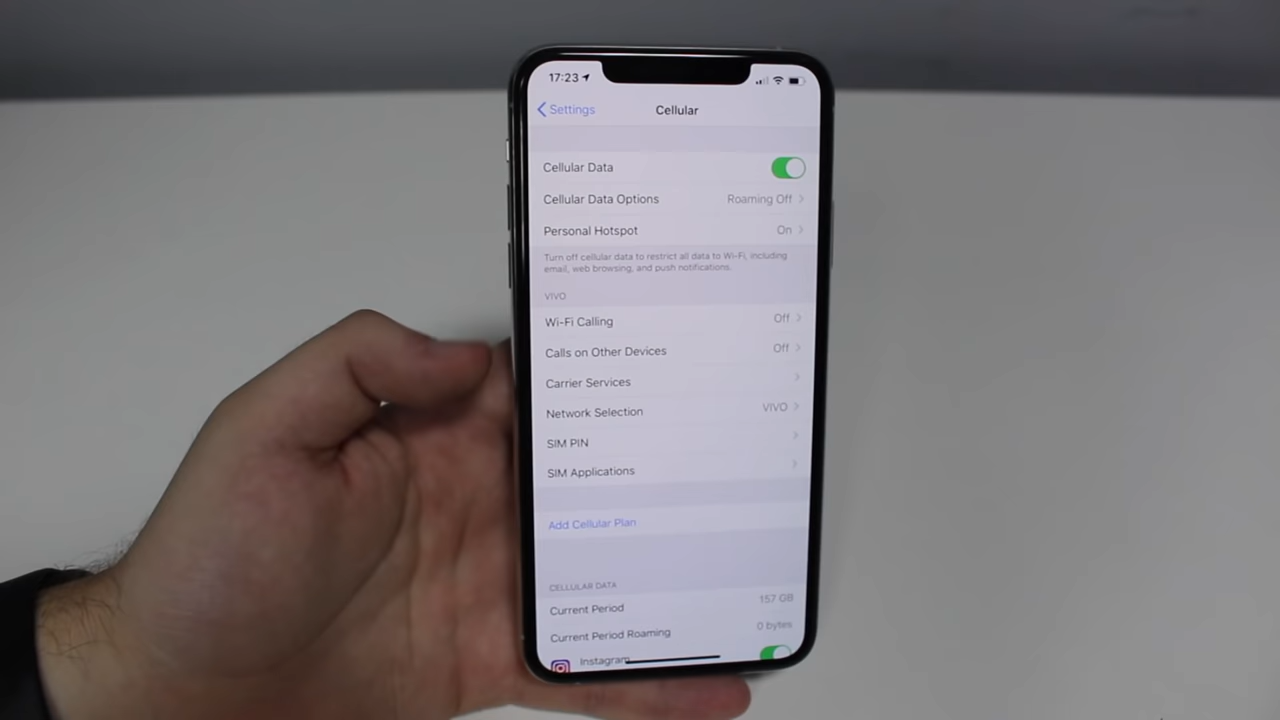 17:23
Settings
Cellular
Cellular Data
Cellular Data Options Roaming Off
Personal Hotspot On
Turn off cellular data to restrict all data to Wi-Fi, including
email, web browsing, and push notifications.
VIVO
Wi-Fi Calling Off
Calls on Other Devices Off
Carrier Services
Network Selection VIVO
SIM PIN
SIM Applications
Add Cellular Plan
CELLULAR DATA
Current Period 157 GB
Current Period Roaming 0 bytes
Instagram